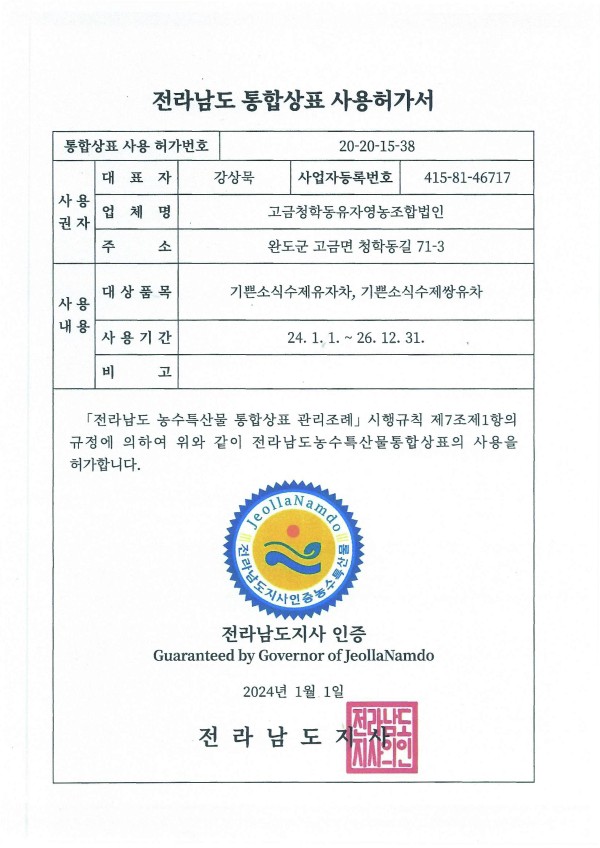 전라남도 통합상표 사용허가서
통합상표 사용 허가번호 20-20-15-38
사용권자
대표자 강상묵 사업자등록번호 415-81-46717
업체명 고금청학동유자영농조합법인
주소 완도군 고금면 청학동길 71-3
사용내용
대상품목 기쁜소식수제유자차, 기쁜소식수제쌍유차
사용기간 24. 1. 1. ~ 26. 12. 31.
비고
「전라남도 농수특산물 통합상표 관리조례」시행규칙 제7조제1항의
규정에 의하여 위와 같이 전라남도농수특산물통합상표의 사용을
허가합니다.
JeollaNamdo
전라남도지사인증농수특산물
전라남도지사 인증
Guaranteed by Governor of JeollaNamdo
2024년 1월 1일
전라남도지사
전라남도
지사의인